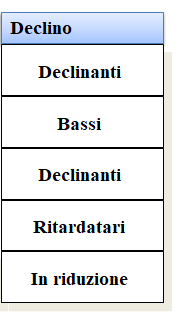 Declino
Declinanti
Bassi
Declinanti
Ritardatari
In riduzione